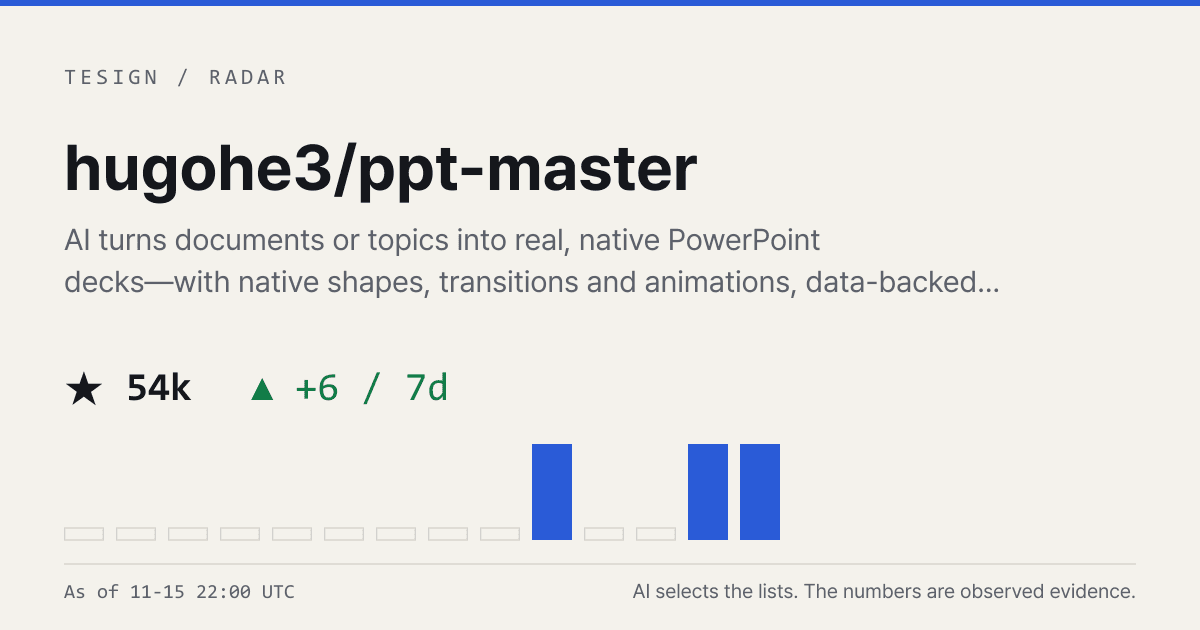 TESIGN / RADAR
hugohe3/ppt-master
AI turns documents or topics into real, native PowerPoint
decks—with native shapes, transitions and animations, data-backed…
★ 54k ▲ +6 / 7d
As of 11-15 22:00 UTC
AI selects the lists. The numbers are observed evidence.